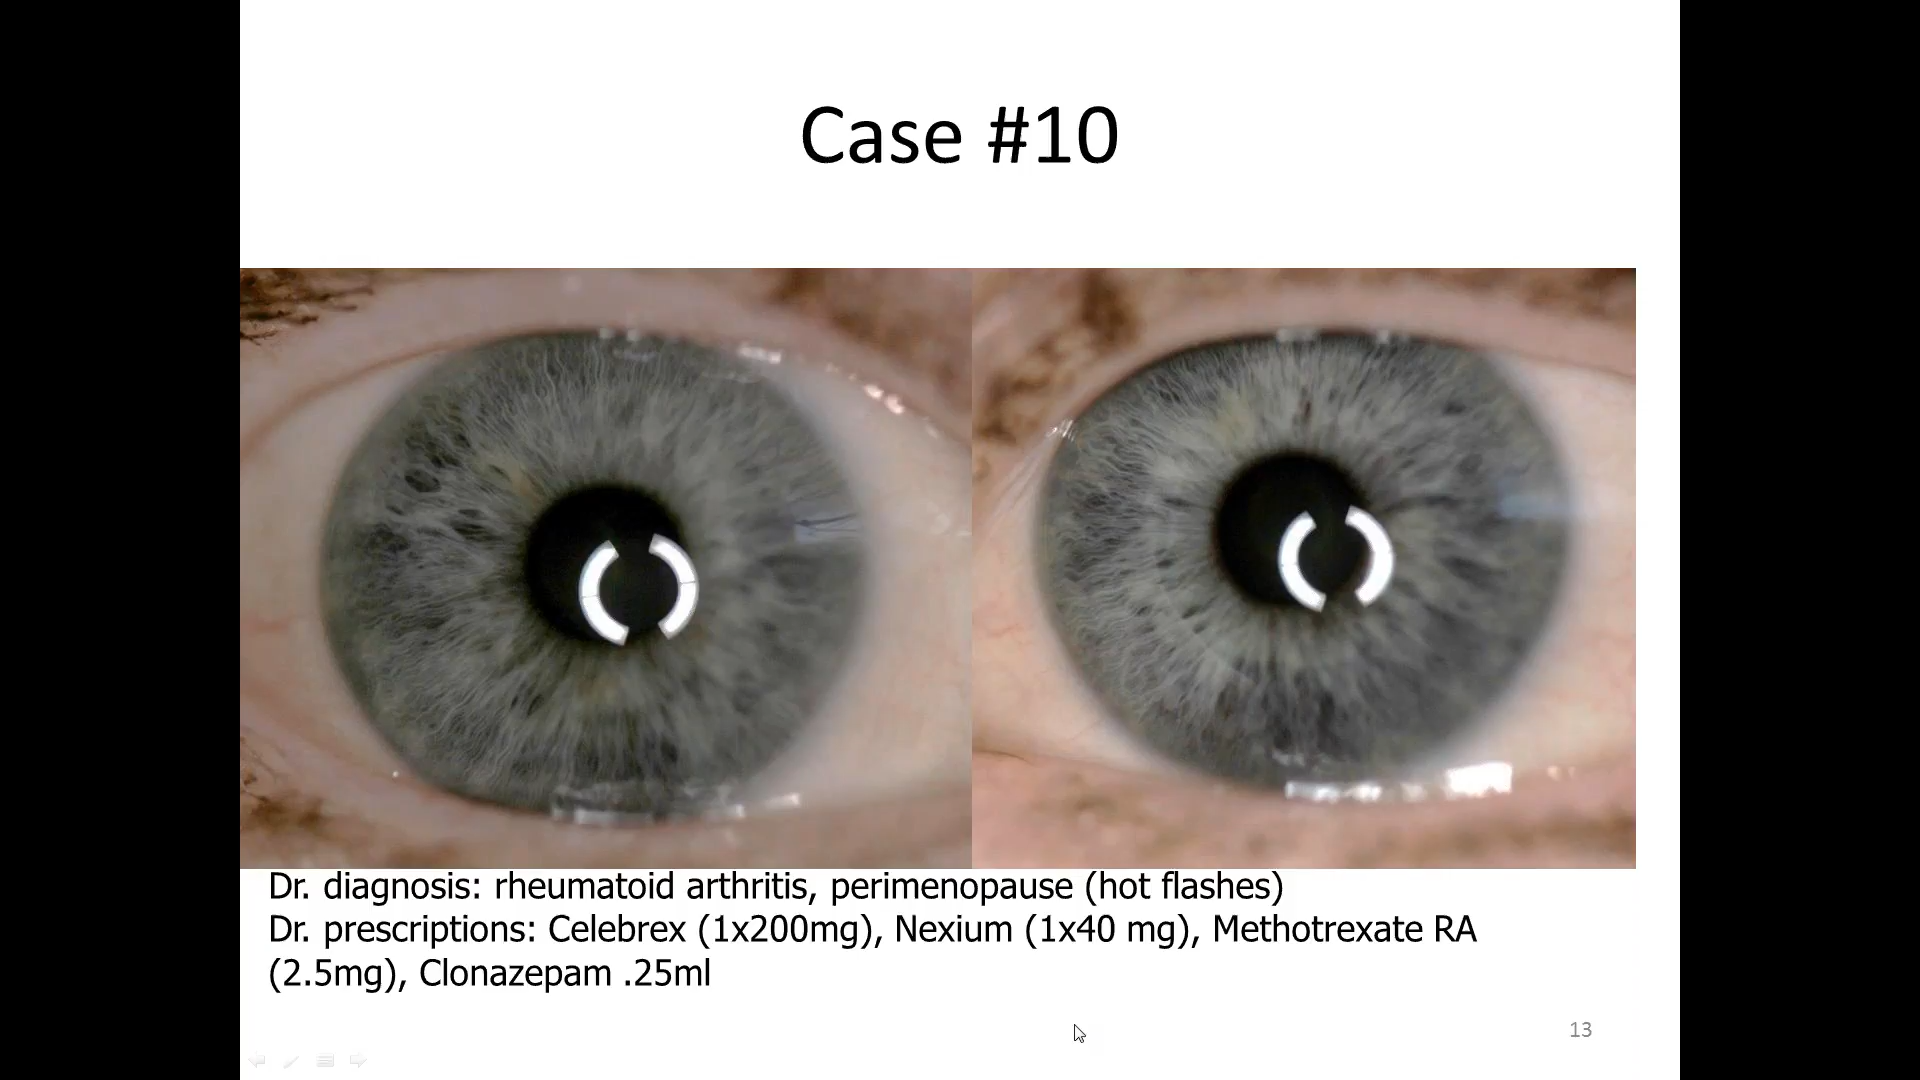 Case #10
Dr. diagnosis: rheumatoid arthritis, perimenopause (hot flashes)
Dr. prescriptions: Celebrex (1x200mg), Nexium (1x40 mg), Methotrexate RA
(2.5mg), Clonazepam .25ml
13